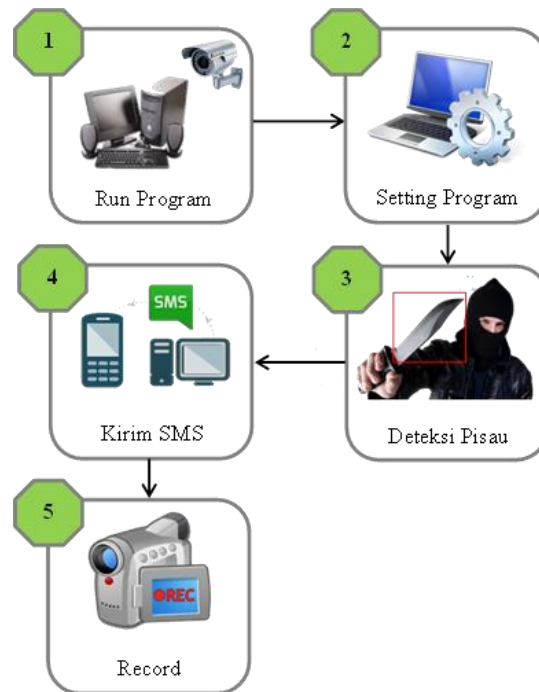 1
Run Program
2
Setting Program
3
Deteksi Pisau
4
SMS
Kirim SMS
5
REC
Record